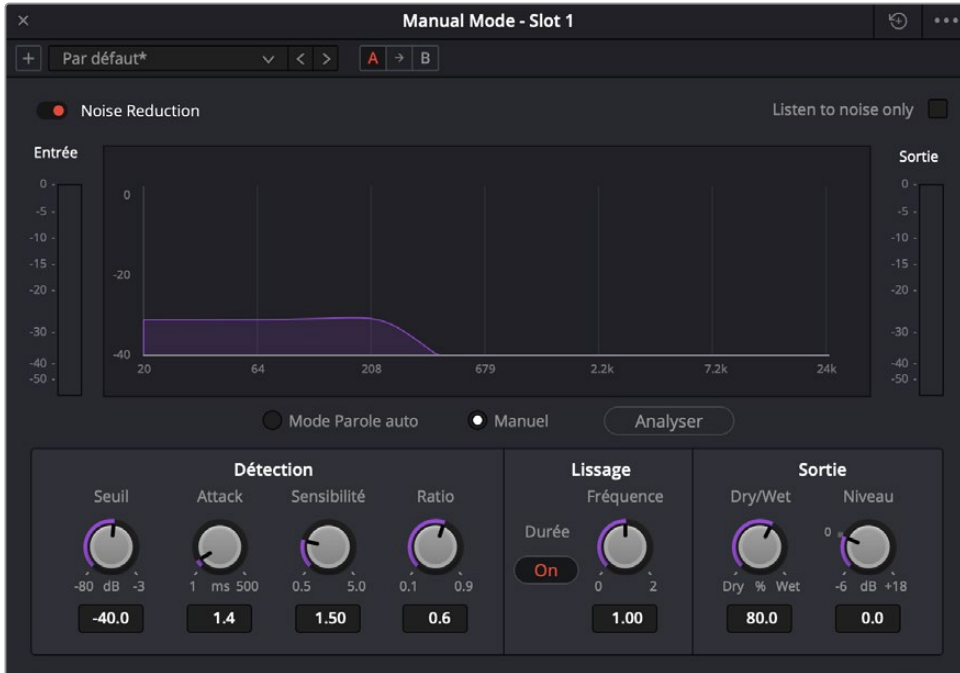 Manual Mode - Slot 1
Par défaut*
A
B
Noise Reduction
Listen to noise only
Entrée
Sortie
0
-5
-10
-15
-20
-30
-40
-50
0
-20
-40
20 64 208 679 2.2k 7.2k 24k
0
-5
-10
-15
-20
-30
-40
-50
Mode Parole auto Manuel Analyser
Détection
Seuil Attack Sensibilité Ratio
-80 dB -3 1 ms 500 0.5 5.0 0.1 0.9
-40.0 1.4 1.50 0.6
Lissage
Fréquence
Durée
On
0 2
1.00
Sortie
Dry/Wet Niveau
0
Dry % Wet -6 dB +18
80.0 0.0